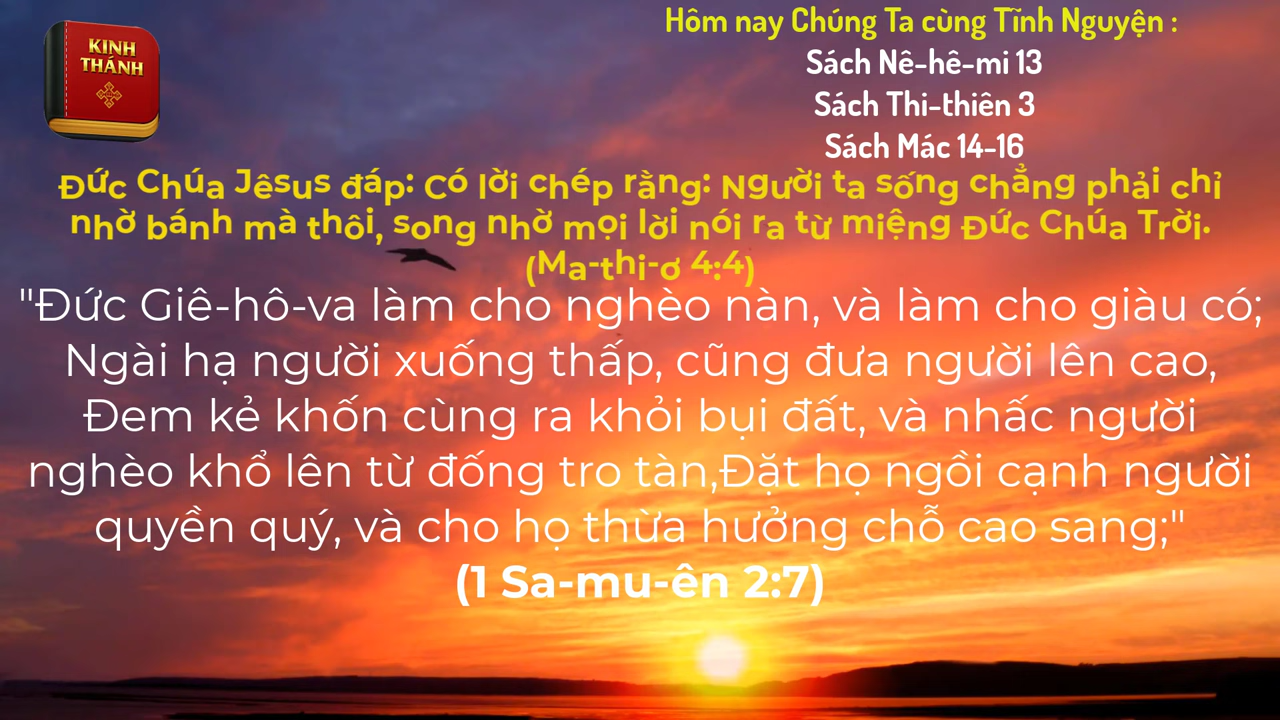 KINH
THÁNH
Hôm nay Chúng Ta cùng Tĩnh Nguyện :
Sách Nê-hê-mi 13
Sách Thi-thiên 3
Sách Mác 14-16
Đức Chúa Jêsus đáp: Có lời chép rằng: Người ta sống chẳng phải chỉ
nhờ bánh mà thôi, song nhờ mọi lời nói ra từ miệng Đức Chúa Trời.
(Ma-thi-ơ 4:4)
"Đức Giê-hô-va làm cho nghèo nàn, và làm cho giàu có;
Ngài hạ người xuống thấp, cũng đưa người lên cao,
Đem kẻ khốn cùng ra khỏi bụi đất, và nhấc người
nghèo khổ lên từ đống tro tàn,Đặt họ ngồi cạnh người
quyền quý, và cho họ thừa hưởng chỗ cao sang;"
(1 Sa-mu-ên 2:7)